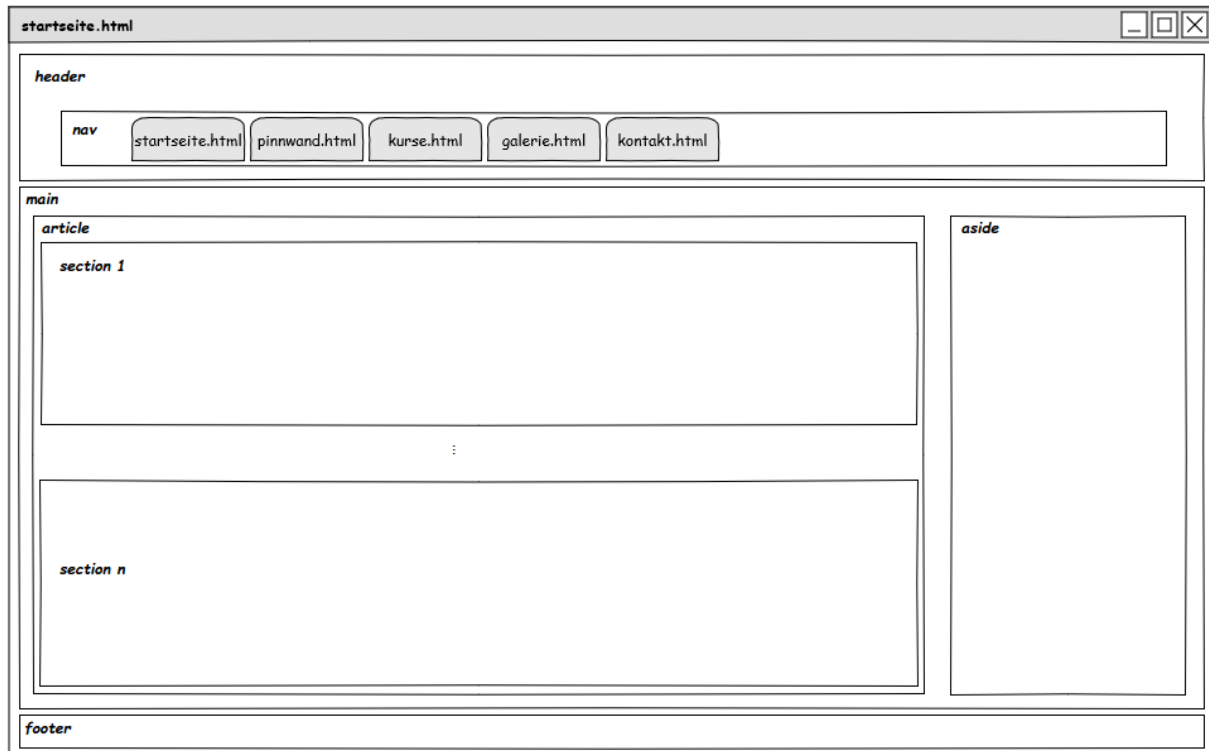 startseite.html
header
nav startseite.html pinnwand.html kurse.html galerie.html kontakt.html
main
article aside
section 1
⋮
section n
footer